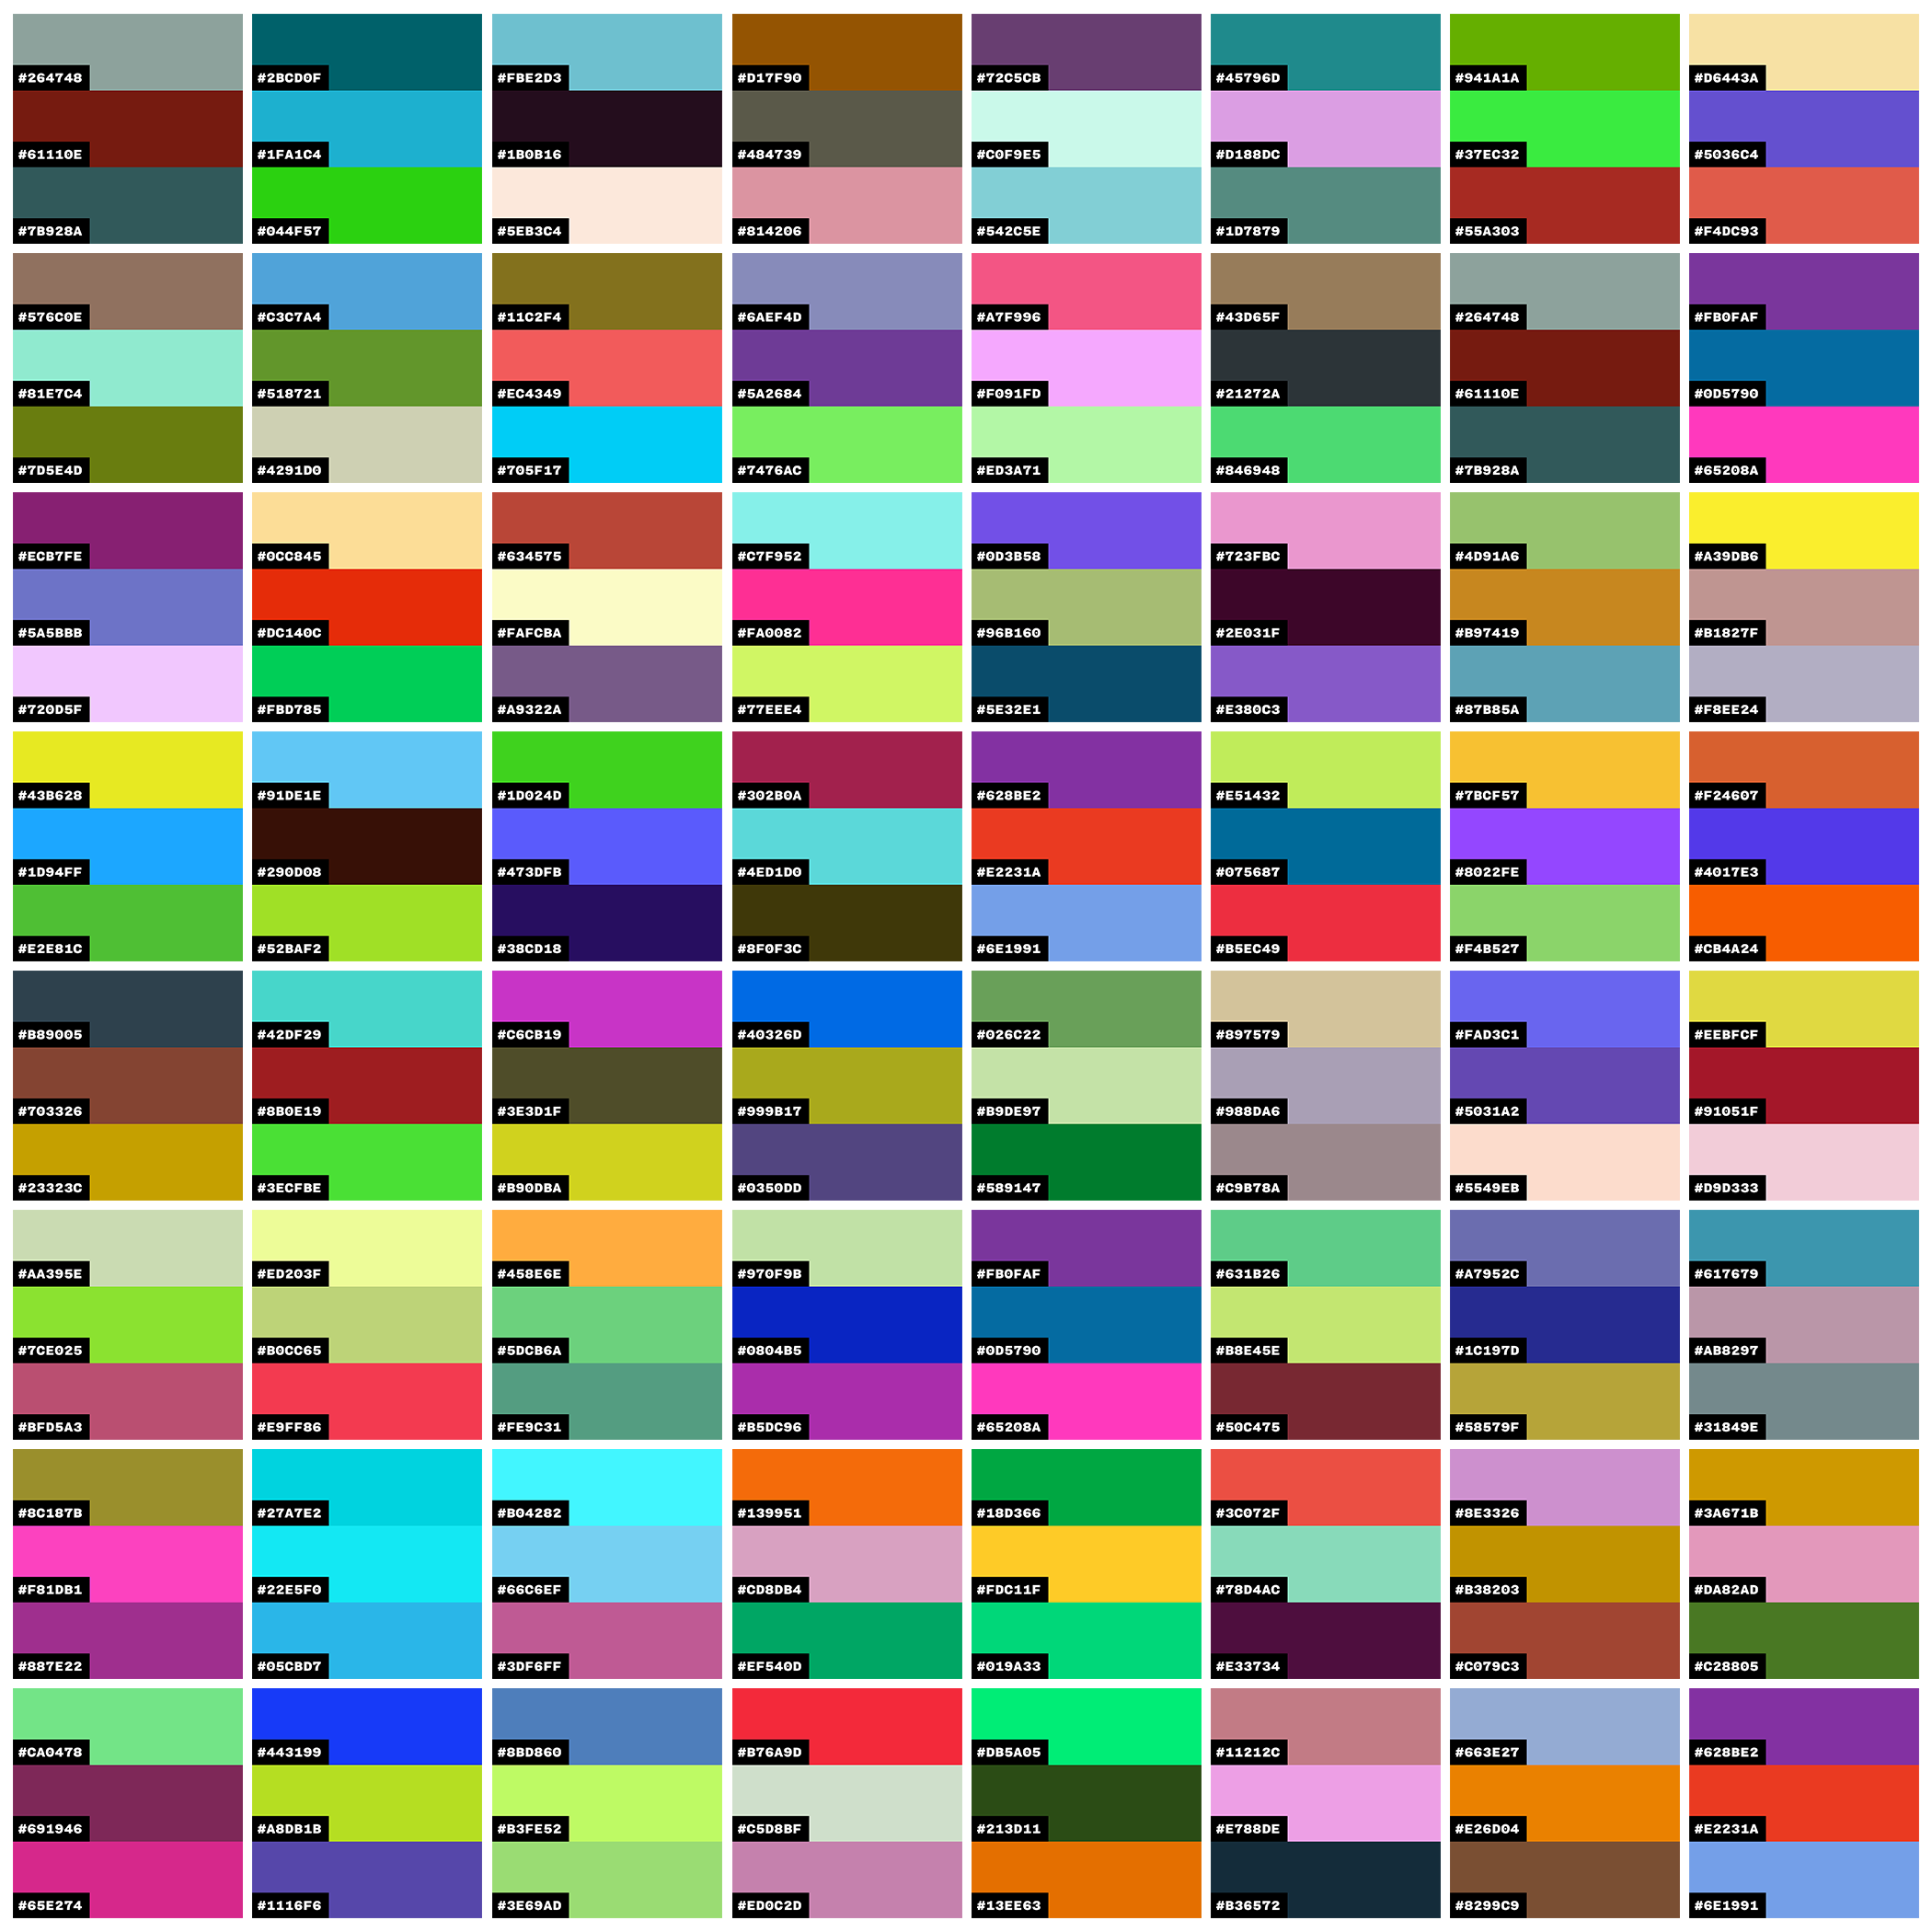 #264748 #2BCD0F #FBE2D3 #D17F90 #72C5CB #45796D #941A1A #D6443A
#61110E #1FA1C4 #1B0B16 #484739 #C0F9E5 #D188DC #37EC32 #5036C4
#7B928A #044F57 #5EB3C4 #814206 #542C5E #1D7879 #55A303 #F4DC93
#576C0E #C3C7A4 #11C2F4 #6AEF4D #A7F996 #43D65F #264748 #FB0FAF
#81E7C4 #518721 #EC4349 #5A2684 #F091FD #21272A #61110E #0D5790
#7D5E4D #4291D0 #705F17 #7476AC #ED3A71 #846948 #7B928A #65208A
#ECB7FE #0CC845 #634575 #C7F952 #0D3B58 #723FBC #4D91A6 #A39DB6
#5A5BBB #DC140C #FAFCBA #FA0082 #96B160 #2E031F #B97419 #B1827F
#720D5F #FBD785 #A9322A #77EEE4 #5E32E1 #E380C3 #87B85A #F8EE24
#43B628 #91DE1E #1D024D #302B0A #628BE2 #E51432 #7BCF57 #F24607
#1D94FF #290D08 #473DFB #4ED1D0 #E2231A #075687 #8022FE #4017E3
#E2E81C #52BAF2 #38CD18 #8F0F3C #6E1991 #B5EC49 #F4B527 #CB4A24
#B89005 #42DF29 #C6CB19 #40326D #026C22 #897579 #FAD3C1 #EEBFCF
#703326 #8B0E19 #3E3D1F #999B17 #B9DE97 #988DA6 #5031A2 #91051F
#23323C #3ECFBE #B90DBA #0350DD #589147 #C9B78A #5549EB #D9D333
#AA395E #ED203F #458E6E #970F9B #FB0FAF #631B26 #A7952C #617679
#7CE025 #B0CC65 #5DCB6A #0804B5 #0D5790 #B8E45E #1C197D #AB8297
#BFD5A3 #E9FF86 #FE9C31 #B5DC96 #65208A #50C475 #58579F #31849E
#8C187B #27A7E2 #B04282 #139951 #18D366 #3C072F #8E3326 #3A671B
#F81DB1 #22E5F0 #66C6EF #CD8DB4 #FDC11F #78D4AC #B38203 #DA82AD
#887E22 #05CBD7 #3DF6FF #EF540D #019A33 #E33734 #C079C3 #C28805
#CA0478 #443199 #8BD860 #B76A9D #DB5A05 #11212C #663E27 #628BE2
#691946 #A8DB1B #B3FE52 #C5D8BF #213D11 #E788DE #E26D04 #E2231A
#65E274 #1116F6 #3E69AD #ED0C2D #13EE63 #B36572 #8299C9 #6E1991